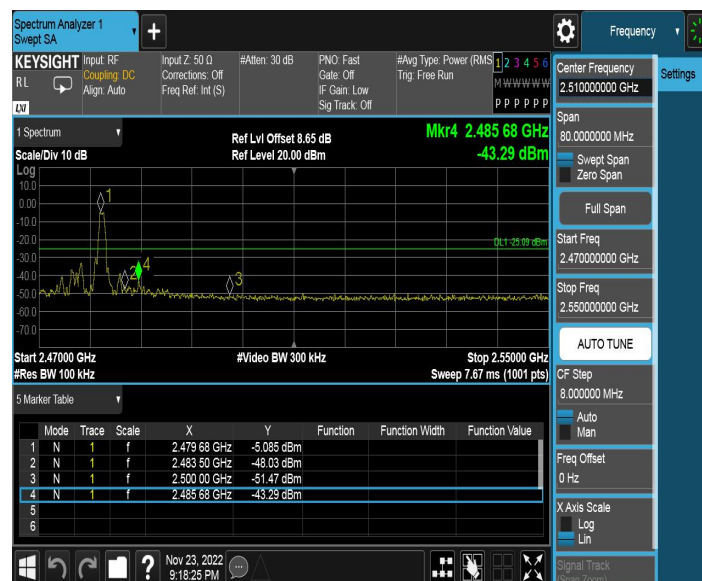 Spectrum Analyzer 1
Swept SA
Frequency
KEYSIGHT
RL
LXI
Input: RF
Coupling: DC
Align: Auto
Input Z: 50 Ω
Corrections: Off
Freq Ref: Int (S)
#Atten: 30 dB
PNO: Fast
Gate: Off
IF Gain: Low
Sig Track: Off
#Avg Type: Power (RMS
Trig: Free Run
1 2 3 4 5 6
M W W W W W
P P P P P P
1 Spectrum
Scale/Div 10 dB
Ref Lvl Offset 8.65 dB
Ref Level 20.00 dBm
Mkr4 2.485 68 GHz
-43.29 dBm
Log
10.0
0.00
-10.0
-20.0
-30.0
-40.0
-50.0
-60.0
-70.0
1
2
4
3
DL1 -25.09 dBm
Start 2.47000 GHz
#Video BW 300 kHz
Stop 2.55000 GHz
#Res BW 100 kHz
Sweep 7.67 ms (1001 pts)
5 Marker Table
Mode Trace Scale X Y Function Function Width Function Value
1 N 1 f 2.479 68 GHz -5.085 dBm
2 N 1 f 2.483 50 GHz -48.03 dBm
3 N 1 f 2.500 00 GHz -51.47 dBm
4 N 1 f 2.485 68 GHz -43.29 dBm
5
6
Nov 23, 2022
9:18:25 PM
Center Frequency
2.510000000 GHz
Settings
Span
80.0000000 MHz
Swept Span
Zero Span
Full Span
Start Freq
2.470000000 GHz
Stop Freq
2.550000000 GHz
AUTO TUNE
CF Step
8.000000 MHz
Auto
Man
Freq Offset
0 Hz
X Axis Scale
Log
Lin
Signal Track
(Span Zoom)